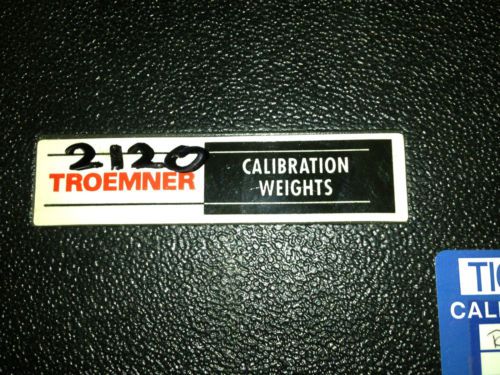 2120
TROEMNER
CALIBRATION
WEIGHTS